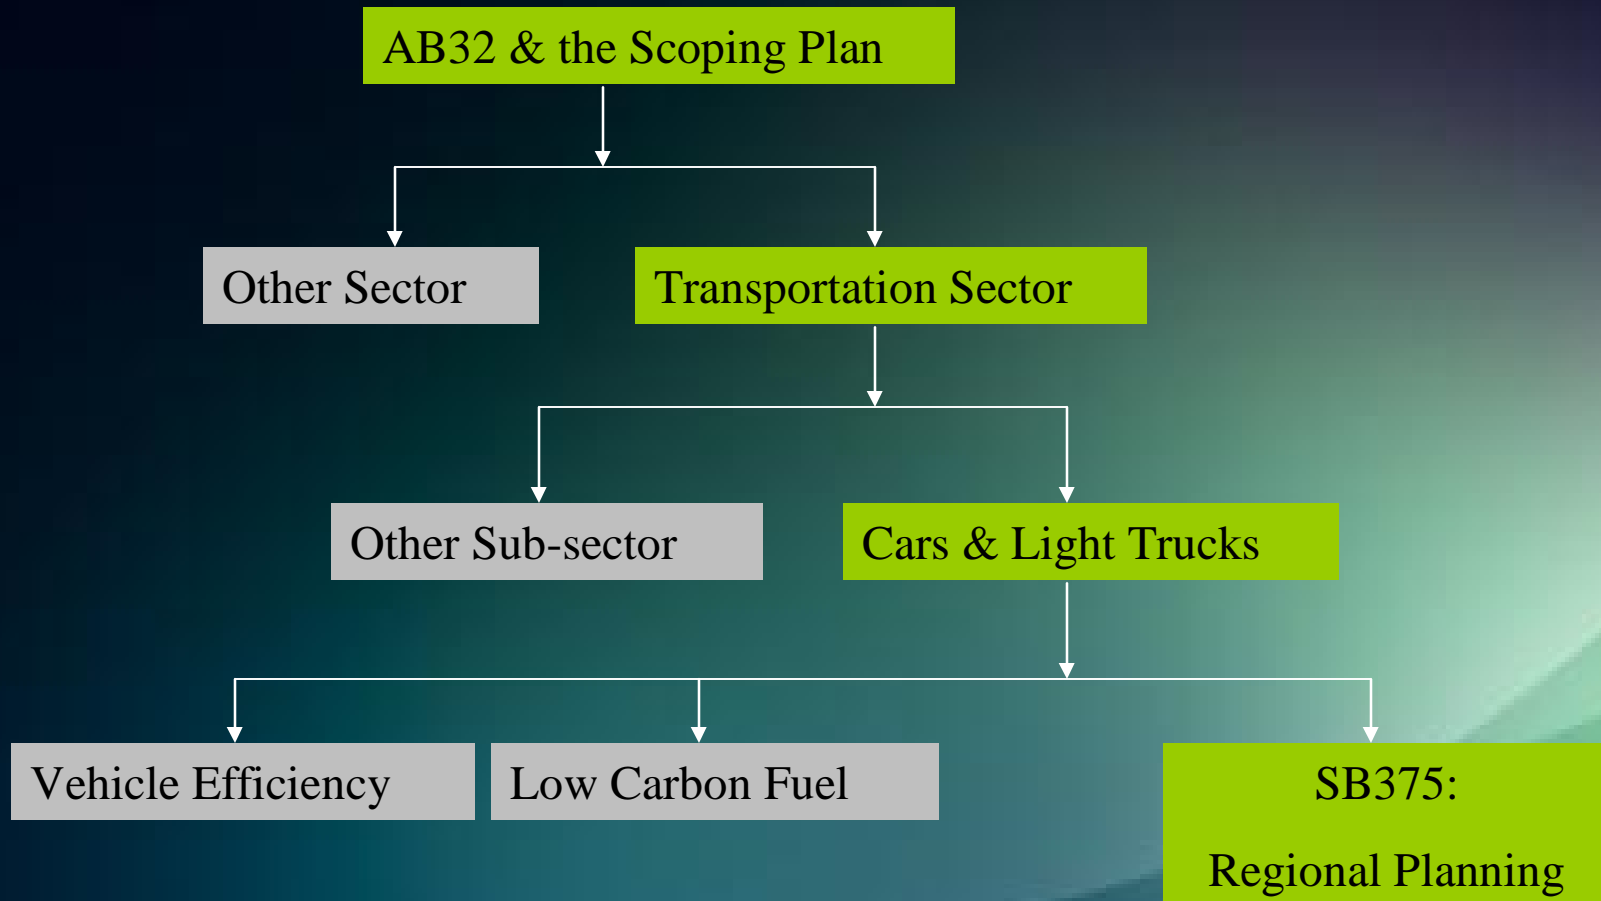 AB32 & the Scoping Plan
Other Sector
Transportation Sector
Other Sub-sector
Cars & Light Trucks
Vehicle Efficiency
Low Carbon Fuel
SB375:
Regional Planning